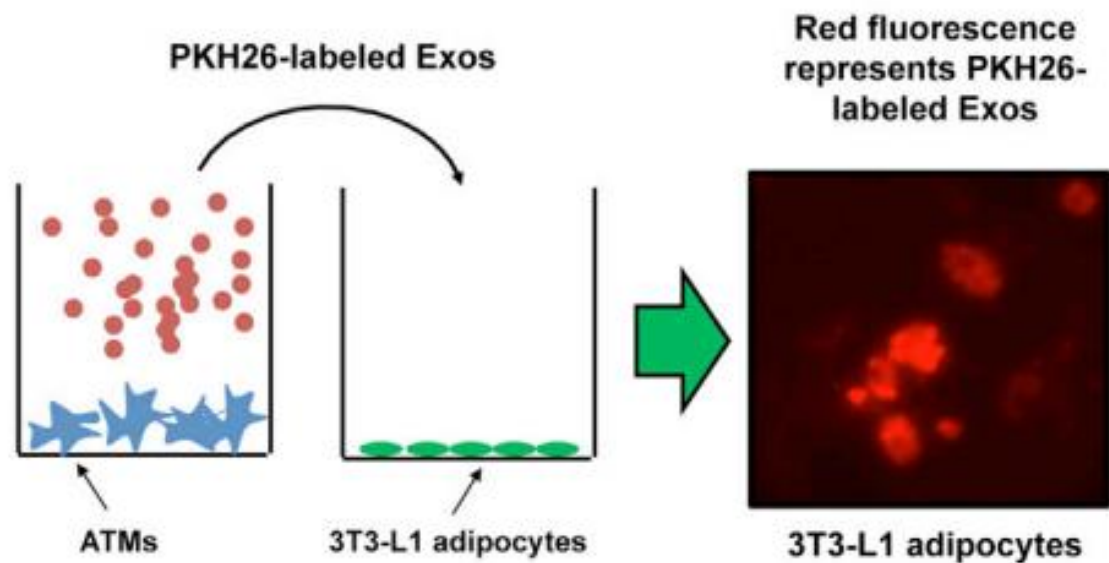 PKH26-labeled Exos
Red fluorescence
represents PKH26-
labeled Exos
ATMs
3T3-L1 adipocytes
3T3-L1 adipocytes